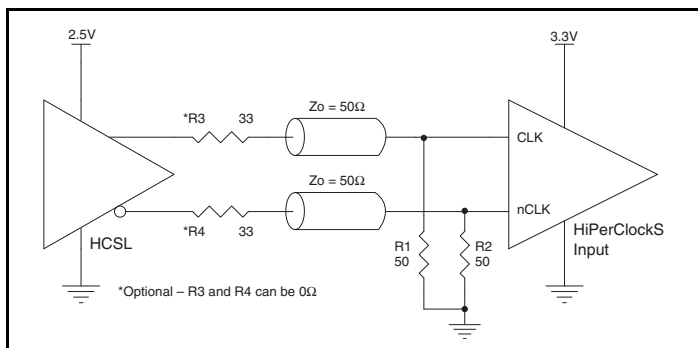 2.5V
3.3V
*R3 33
Zo = 50Ω
CLK
Zo = 50Ω
nCLK
HCSL
*R4 33
R1
50
R2
50
HiPerClockS
Input
*Optional – R3 and R4 can be 0Ω